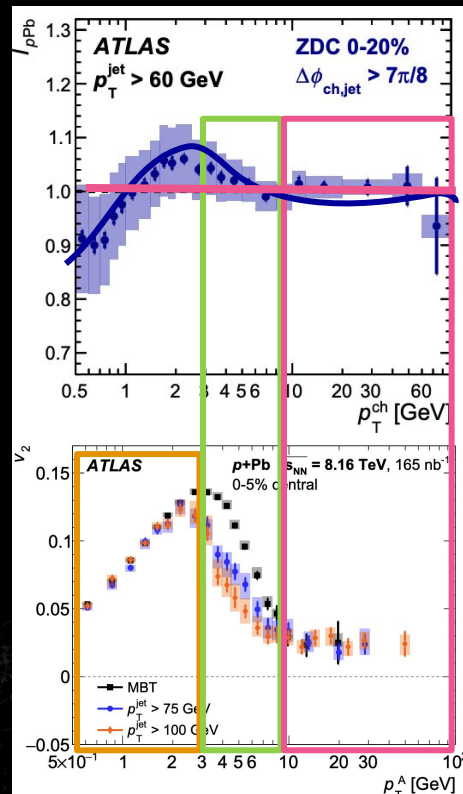 I_pPb
1.3
ATLAS ZDC 0-20%
p_T^jet > 60 GeV Δϕ_ch,jet > 7π/8
1.2
1.1
1.0
0.9
0.8
0.7
0.5 1 2 3 4 5 6 10 20 30 60
p_T^ch [GeV]
v_2
0.15 ATLAS p+Pb √s_NN = 8.16 TeV, 165 nb^-1
0-5% central
0.10
0.05
0
MBT
p_T^jet > 75 GeV
p_T^jet > 100 GeV
−0.05
5×10^−1 1 2 3 4 5 6 10 20 30 10^2
p_T^A [GeV]